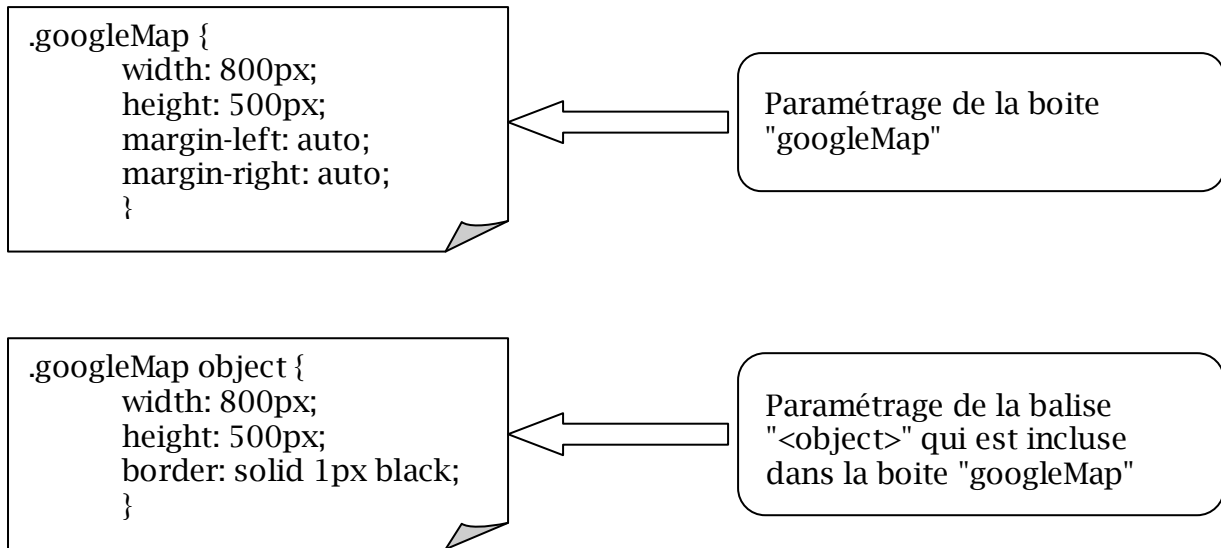 .googleMap {
width: 800px;
height: 500px;
margin-left: auto;
margin-right: auto;
}
Paramétrage de la boite
"googleMap"
.googleMap object {
width: 800px;
height: 500px;
border: solid 1px black;
}
Paramétrage de la balise
"<object>" qui est incluse
dans la boite "googleMap"